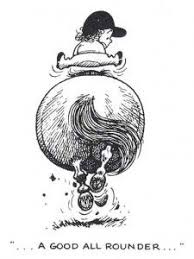 "... A GOOD ALL ROUNDER ..."